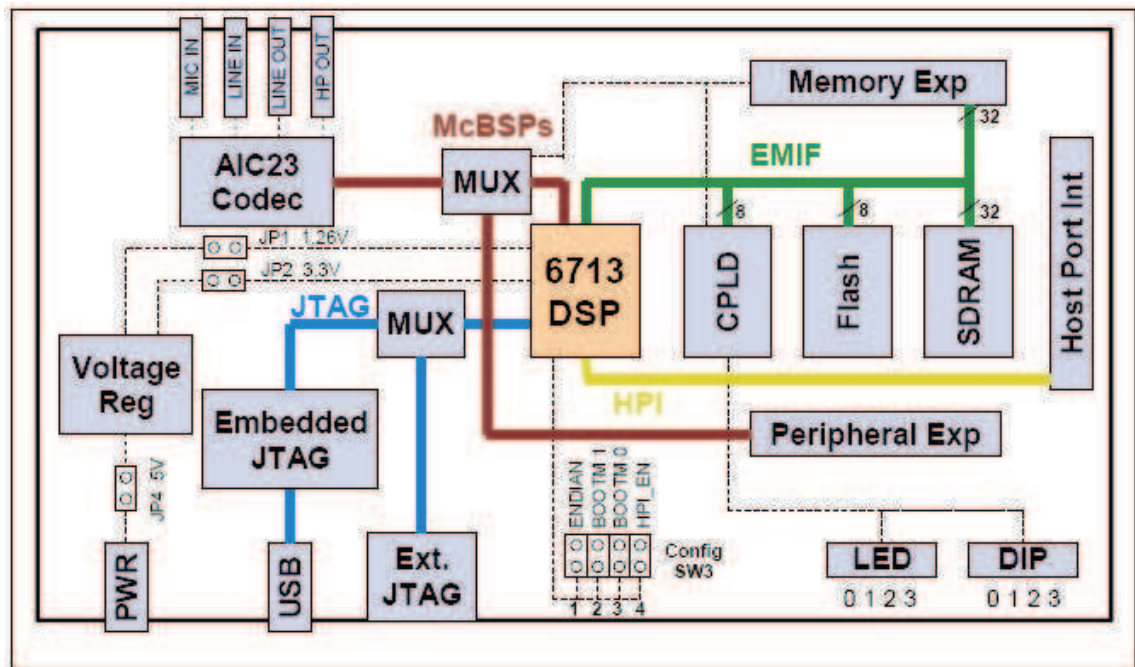 MIC IN
LINE IN
LINE OUT
HP OUT
AIC23
Codec
McBSPs
MUX
Memory Exp
32
EMIF
8
8
32
Host Port Int
JP1 1.26V
JP2 3.3V
6713
DSP
CPLD
Flash
SDRAM
JTAG
MUX
Voltage
Reg
HPI
Embedded
JTAG
Peripheral Exp
JP4 5V
ENDIAN
BOOTM 1
BOOTM 0
HPI_EN
Config
SW3
1 2 3 4
PWR
USB
Ext.
JTAG
LED
DIP
0 1 2 3
0 1 2 3